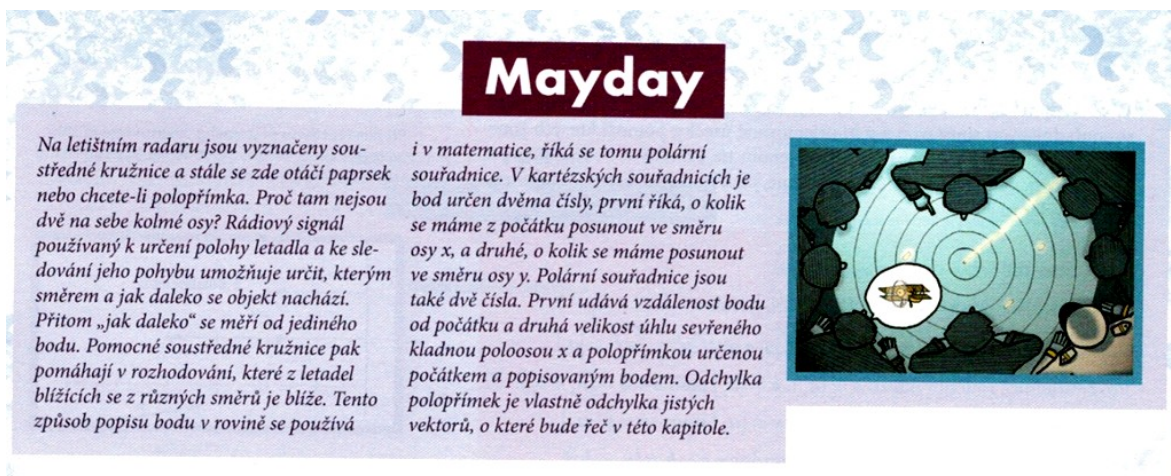 Mayday
Na letištním radaru jsou vyznačeny sou-
středné kružnice a stále se zde otáčí paprsek
nebo chcete-li polopřímka. Proč tam nejsou
dvě na sebe kolmé osy? Rádiový signál
používaný k určení polohy letadla a ke sle-
dování jeho pohybu umožňuje určit, kterým
směrem a jak daleko se objekt nachází.
Přitom „jak daleko“ se měří od jediného
bodu. Pomocné soustředné kružnice pak
pomáhají v rozhodování, které z letadel
blížících se z různých směrů je blíže. Tento
způsob popisu bodu v rovině se používá
i v matematice, říká se tomu polární
souřadnice. V kartézských souřadnicích je
bod určen dvěma čísly, první říká, o kolik
se máme z počátku posunout ve směru
osy x, a druhé, o kolik se máme posunout
ve směru osy y. Polární souřadnice jsou
také dvě čísla. První udává vzdálenost bodu
od počátku a druhá velikost úhlu sevřeného
kladnou poloosou x a polopřímkou určenou
počátkem a popisovaným bodem. Odchylka
polopřímek je vlastně odchylka jistých
vektorů, o které bude řeč v této kapitole.